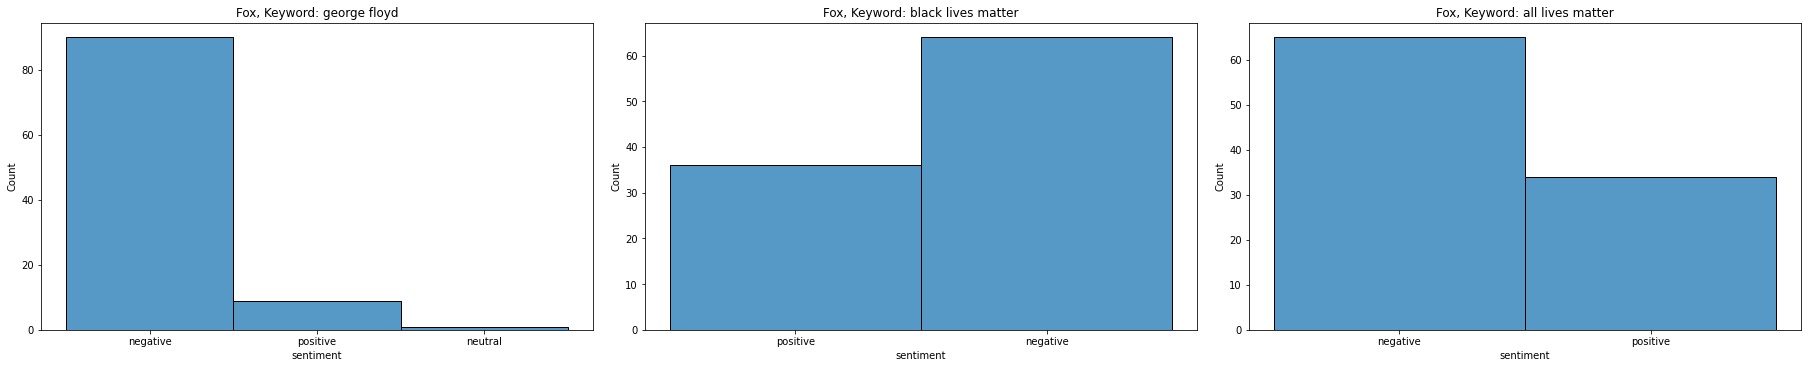 Fox, Keyword: george floyd
80
60
40
20
0
Count
negative positive neutral
sentiment
Fox, Keyword: black lives matter
60
50
40
30
20
10
0
Count
positive negative
sentiment
Fox, Keyword: all lives matter
60
50
40
30
20
10
0
Count
negative positive
sentiment